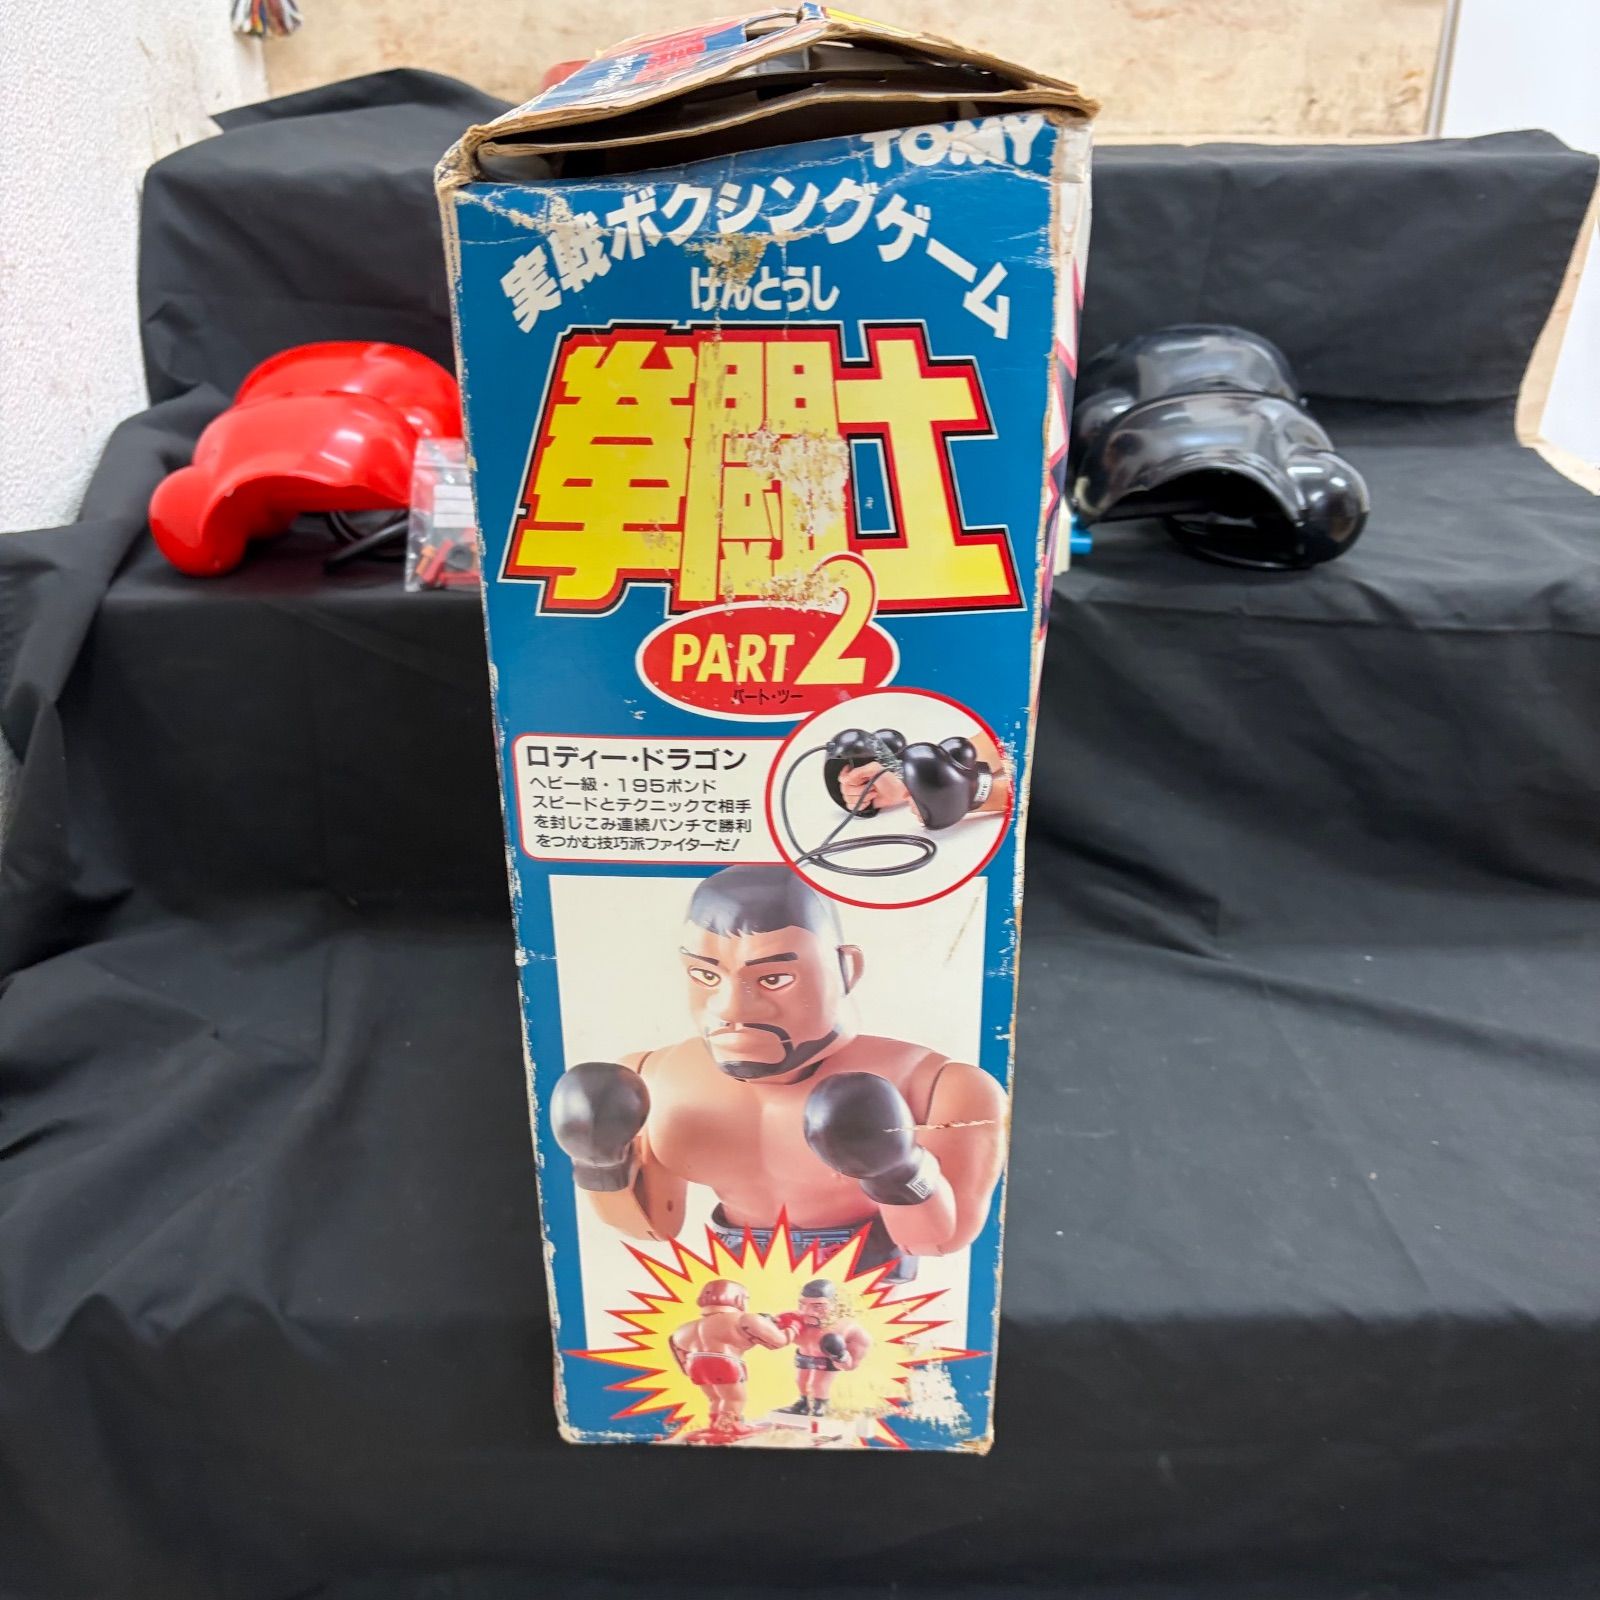 TOMY
実戦ボクシングゲーム
けんとうし
拳闘士
PART 2
パート・ツー
ロディー・ドラゴン
ヘビー級・195ポンド
スピードとテクニックで相手
を封じこみ連続パンチで勝利
をつかむ技巧派ファイターだ!